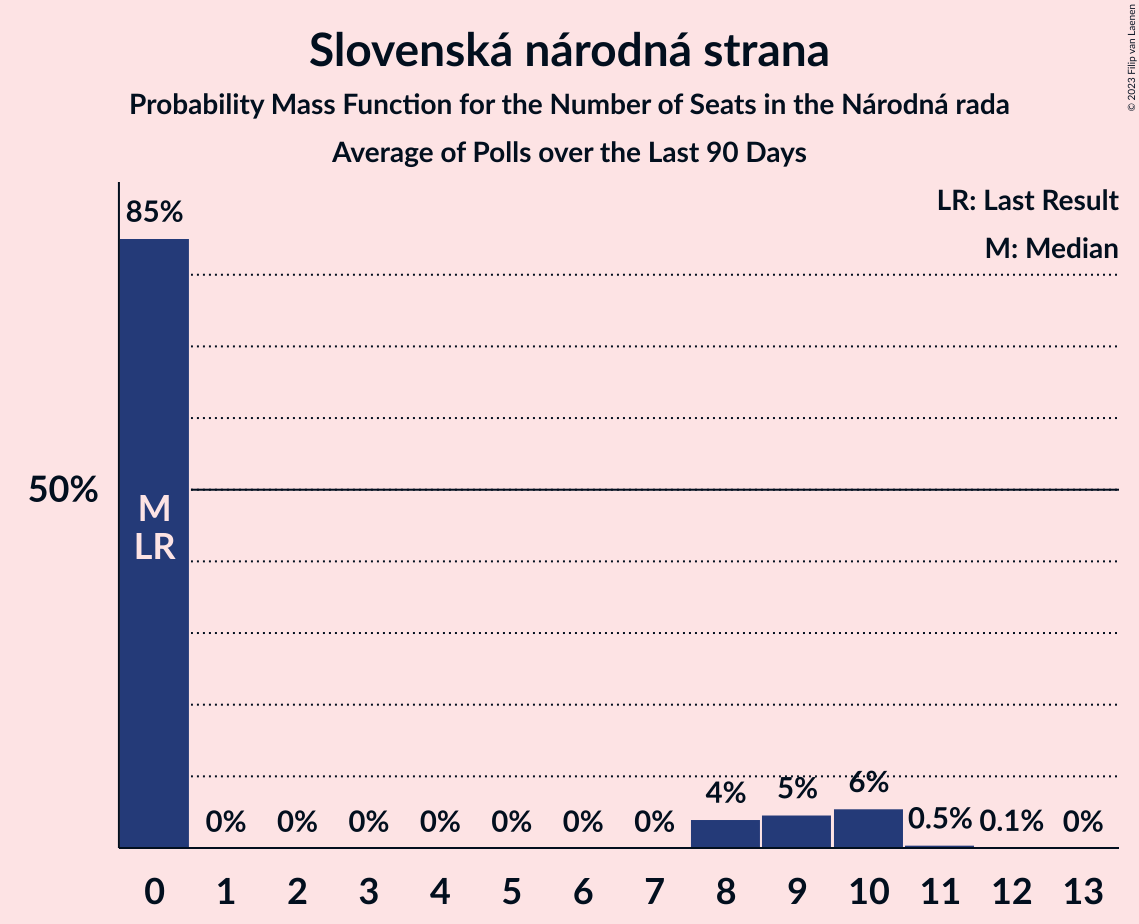 Slovenská národná strana
Probability Mass Function for the Number of Seats in the Národná rada
Average of Polls over the Last 90 Days
© 2023 Filip van Laenen
LR: Last Result
M: Median
85%
50%
M
LR
0% 0% 0% 0% 0% 0% 0% 4% 5% 6% 0.5% 0.1% 0%
0 1 2 3 4 5 6 7 8 9 10 11 12 13